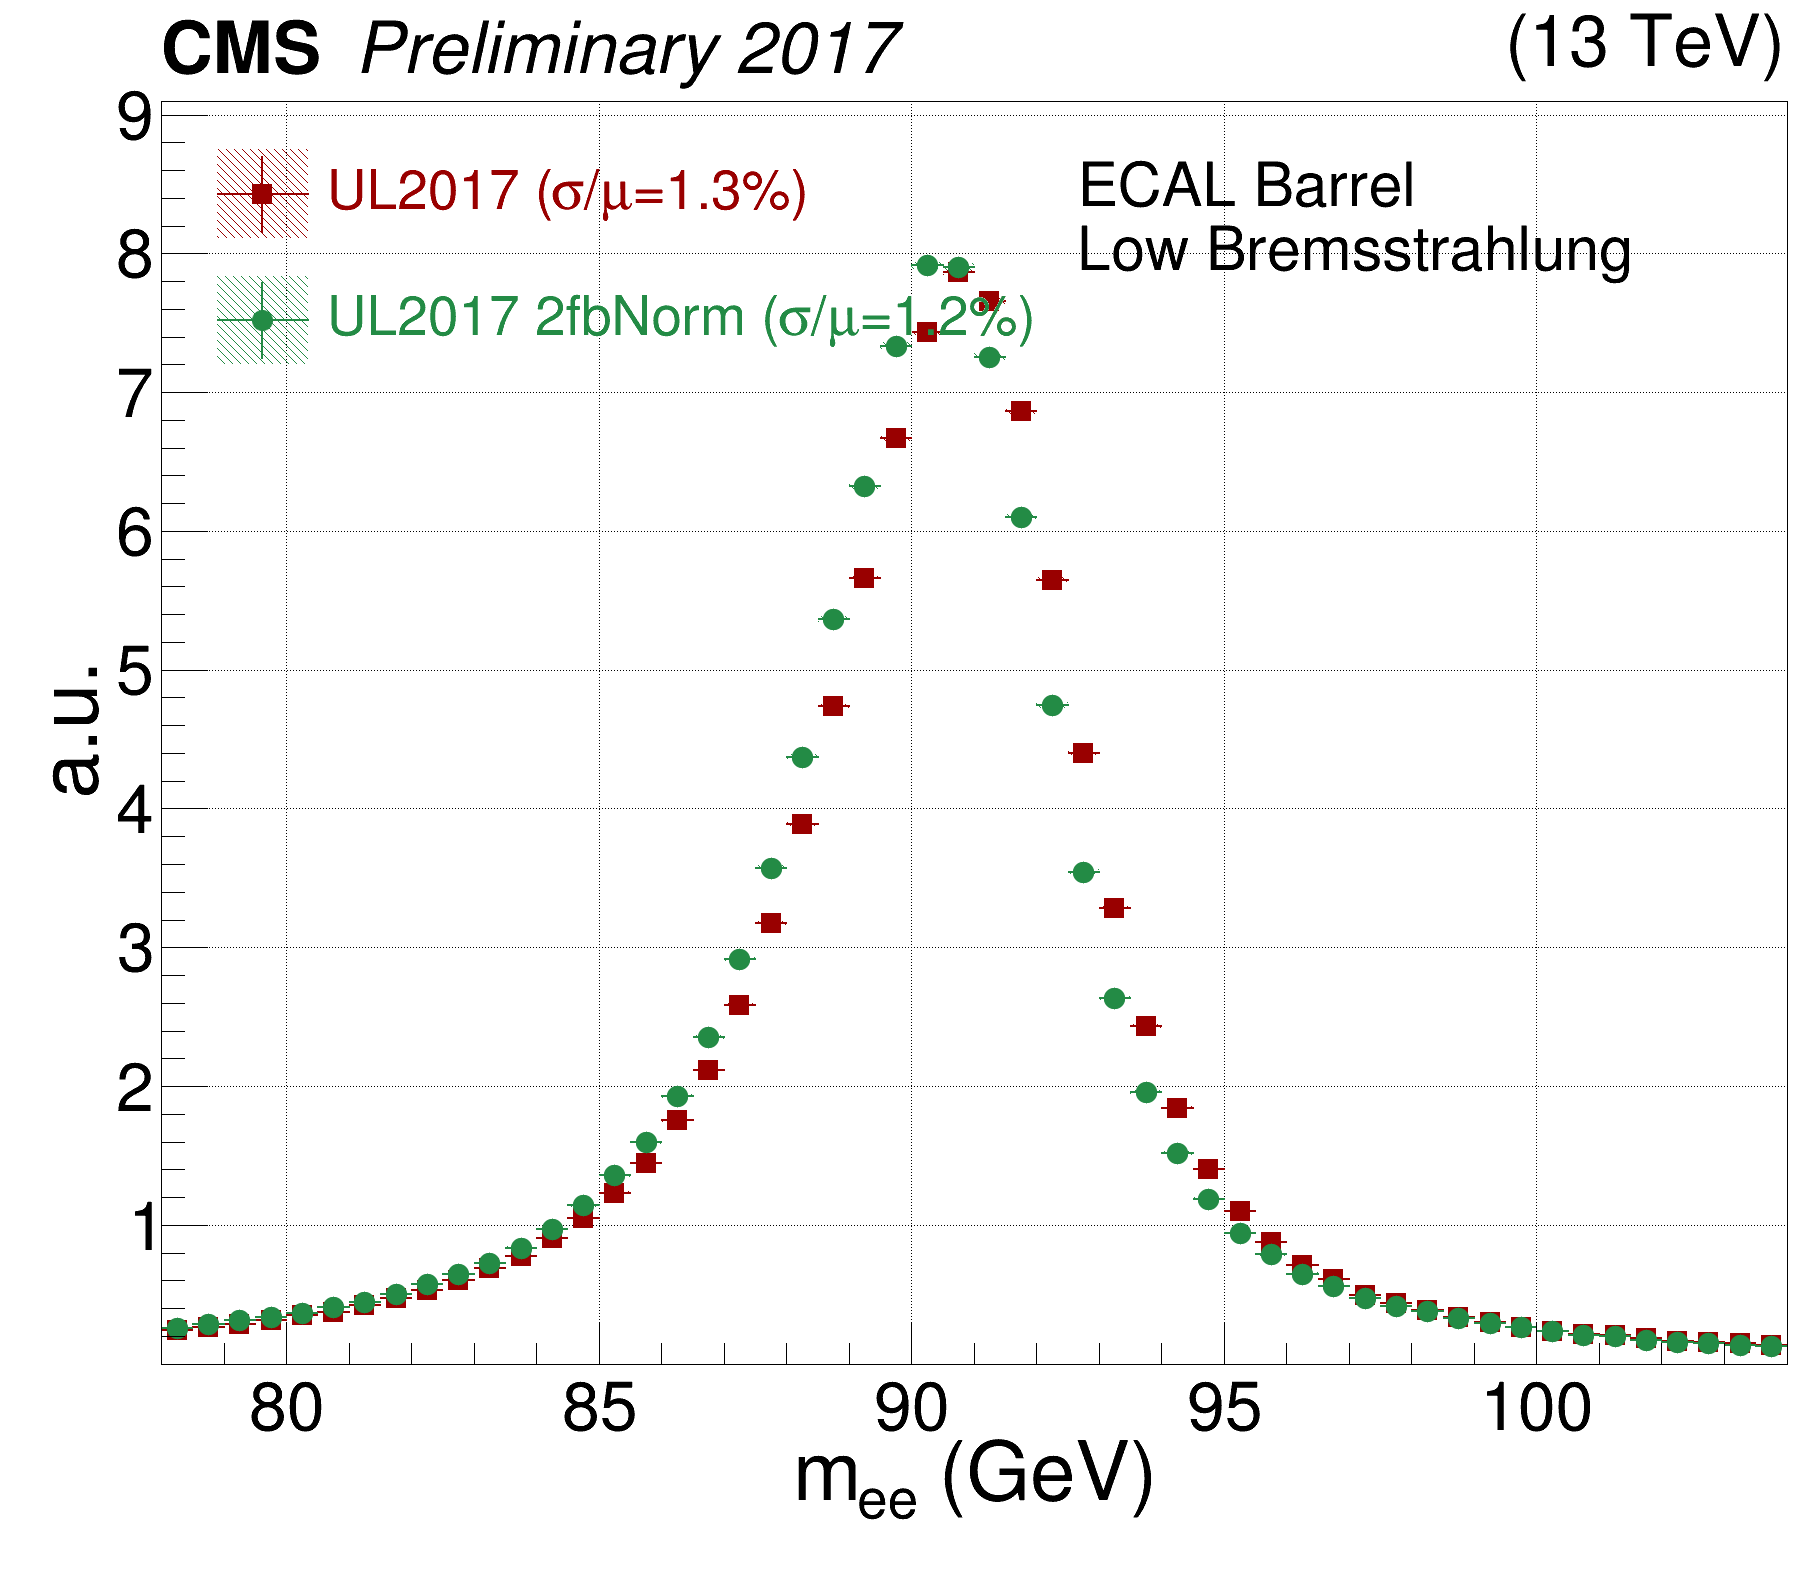 CMS Preliminary 2017 (13 TeV)
9
8
7
6
5
4
3
2
1
a.u.
UL2017 (σ/μ=1.3%)
UL2017 2fbNorm (σ/μ=1.2%)
ECAL Barrel
Low Bremsstrahlung
80 85 90 95 100
mee (GeV)